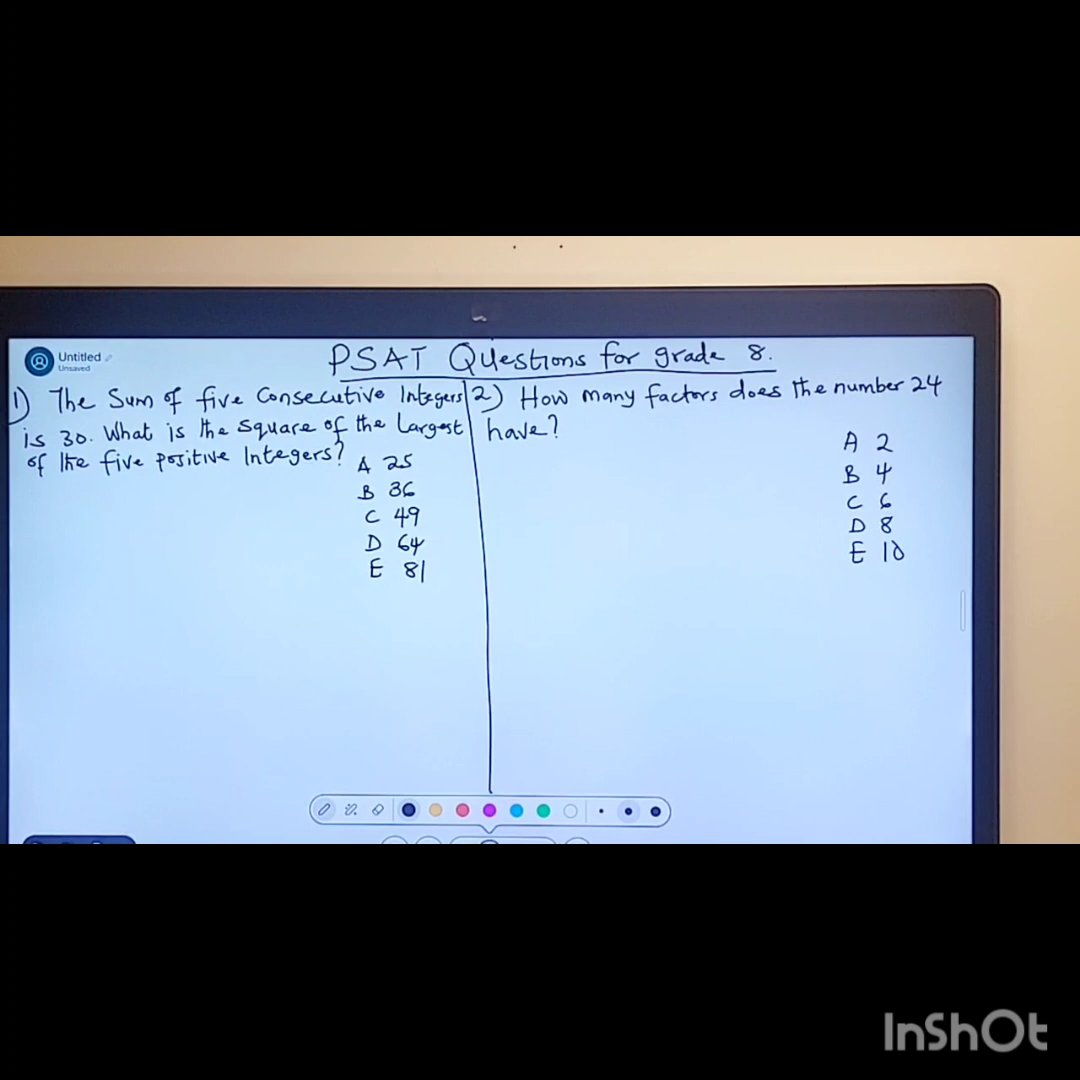 Untitled
Unsaved
PSAT Questions for grade 8.
1) The Sum of five Consecutive Integers
is 30. What is the square of the Largest
of the five positive Integers?
A 25
B 36
C 49
D 64
E 81
2) How many factors does the number 24
have?
A 2
B 4
C 6
D 8
E 10
InShOt